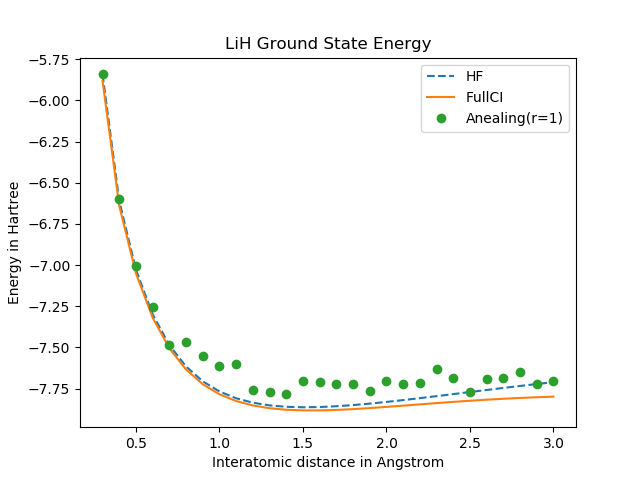 LiH Ground State Energy
HF
FullCI
Anealing(r=1)
Energy in Hartree
−5.75
−6.00
−6.25
−6.50
−6.75
−7.00
−7.25
−7.50
−7.75
0.5
1.0
1.5
2.0
2.5
3.0
Interatomic distance in Angstrom